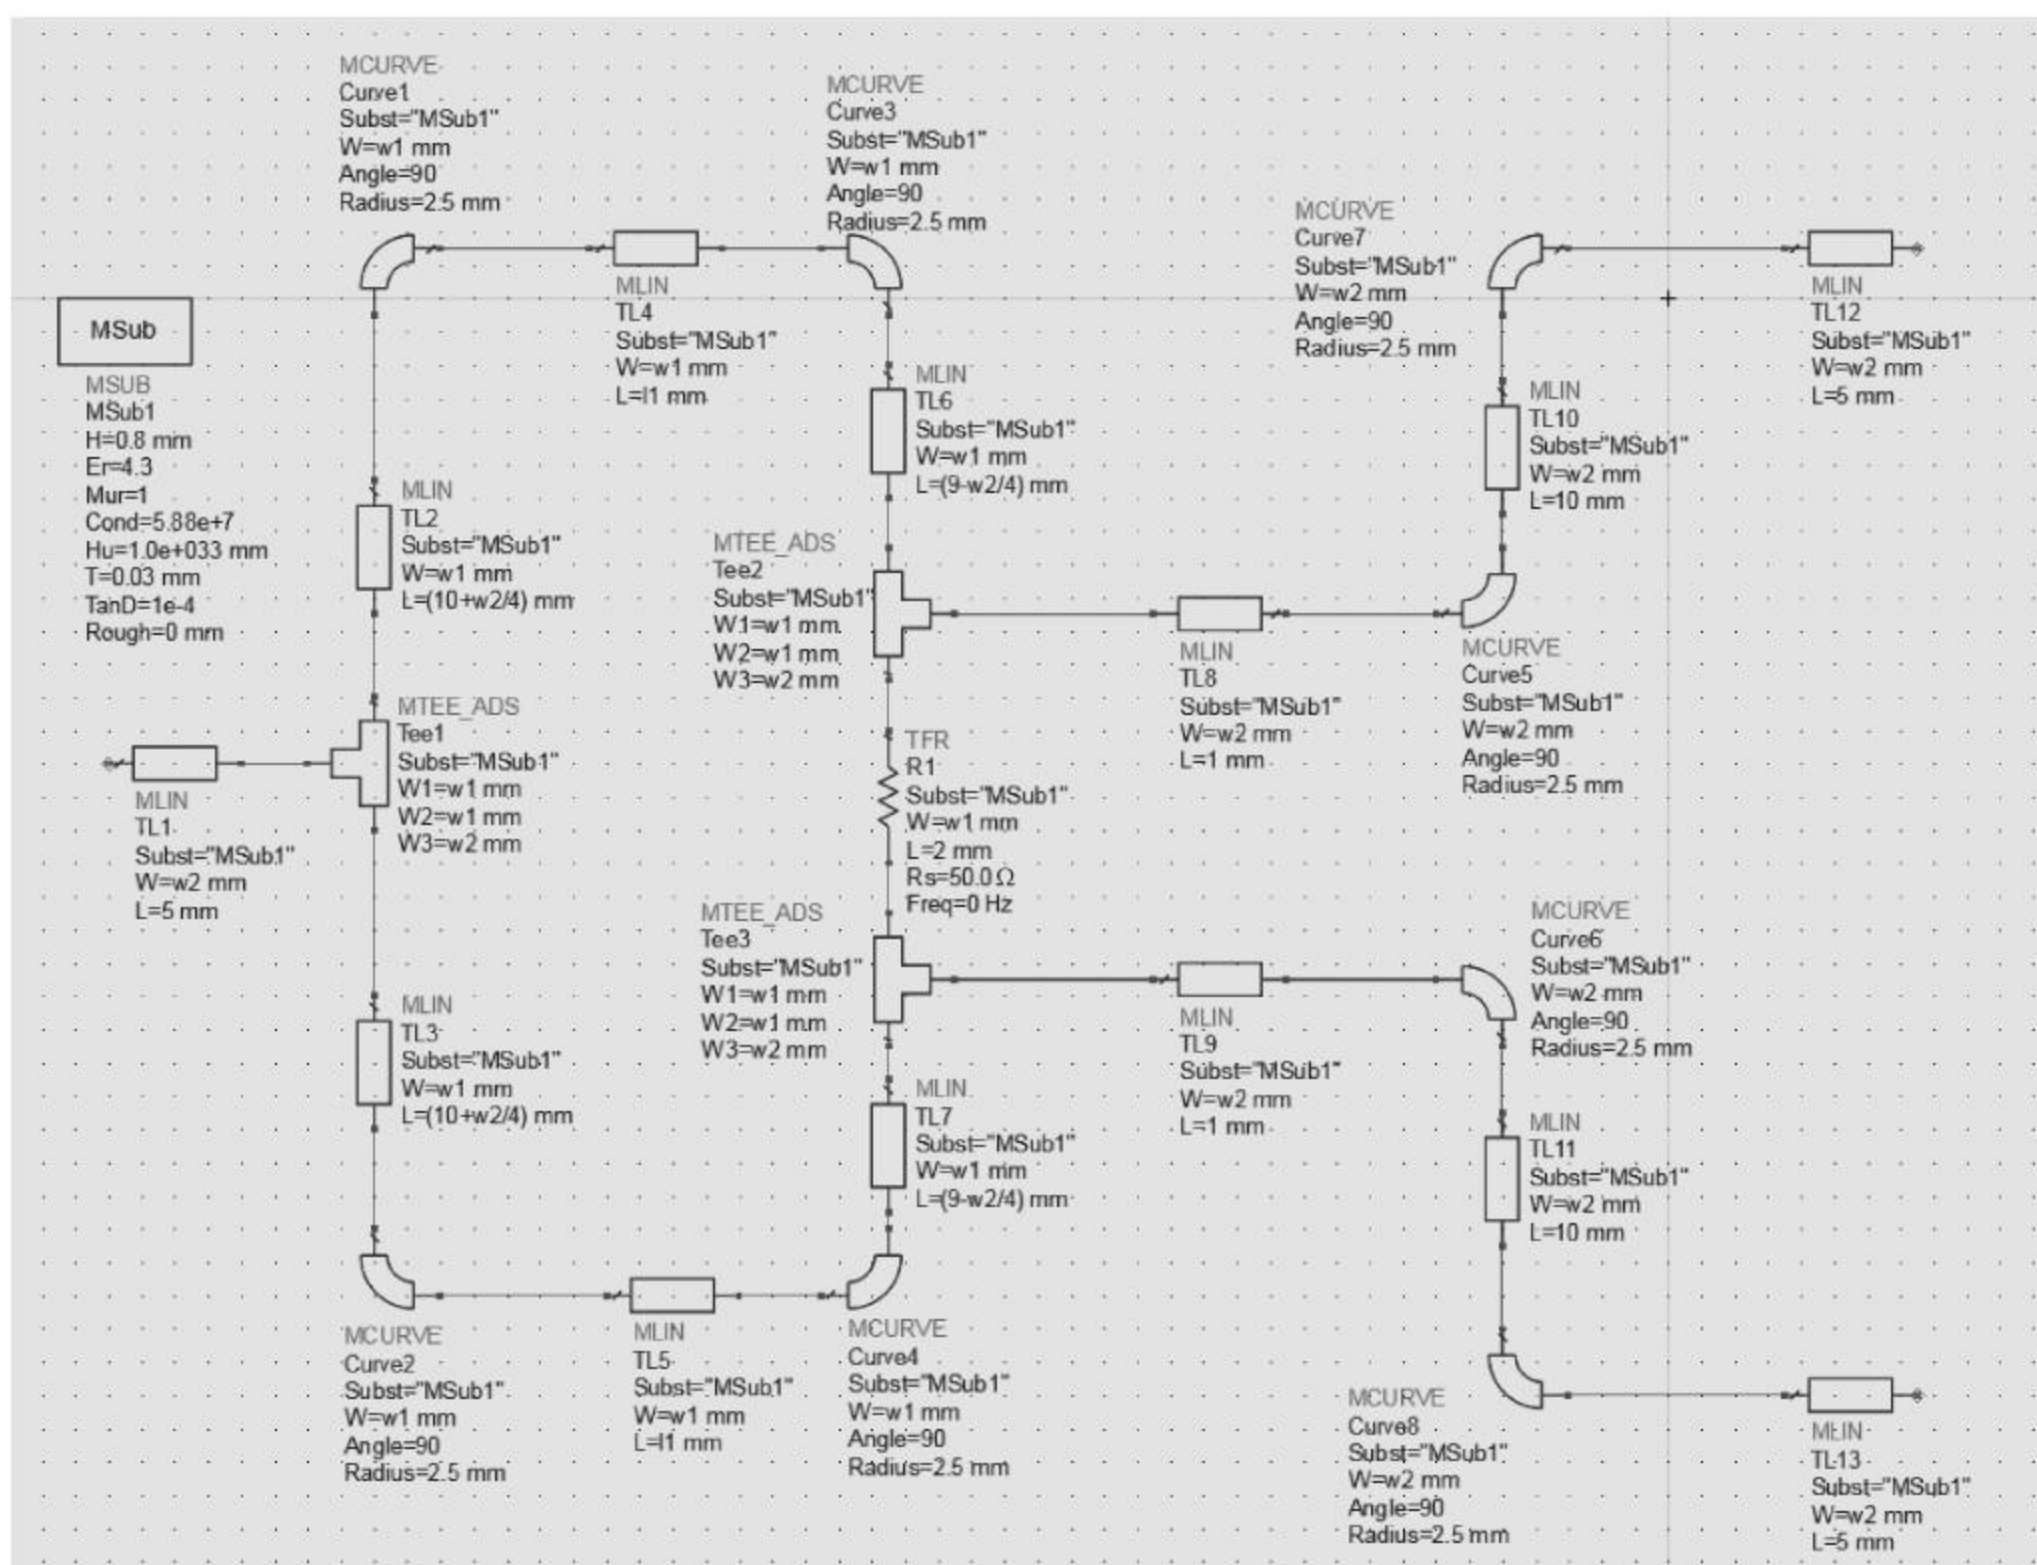 MCURVE
Curve1
Subst="MSub1"
W=w1 mm
Angle=90
Radius=2.5 mm
MCURVE
Curve3
Subst="MSub1"
W=w1 mm
Angle=90
Radius=2.5 mm
MCURVE
Curve7
Subst="MSub1"
W=w2 mm
Angle=90
Radius=2.5 mm
MLIN
TL4
Subst="MSub1"
W=w1 mm
L=l1 mm
MLIN
TL12
Subst="MSub1"
W=w2 mm
L=5 mm
MSub
MSUB
MSub1
H=0.8 mm
Er=4.3
Mur=1
Cond=5.88e+7
Hu=1.0e+033 mm
T=0.03 mm
TanD=1e-4
Rough=0 mm
MLIN
TL6
Subst="MSub1"
W=w1 mm
L=(9-w2/4) mm
MLIN
TL10
Subst="MSub1"
W=w2 mm
L=10 mm
MLIN
TL2
Subst="MSub1"
W=w1 mm
L=(10+w2/4) mm
MTEE_ADS
Tee2
Subst="MSub1"
W1=w1 mm
W2=w1 mm
W3=w2 mm
MLIN
TL8
Subst="MSub1"
W=w2 mm
L=1 mm
MCURVE
Curve5
Subst="MSub1"
W=w2 mm
Angle=90
Radius=2.5 mm
MTEE_ADS
Tee1
Subst="MSub1"
W1=w1 mm
W2=w1 mm
W3=w2 mm
MLIN
TL1
Subst="MSub1"
W=w2 mm
L=5 mm
TFR
R1
Subst="MSub1"
W=w1 mm
L=2 mm
Rs=50.0 Ω
Freq=0 Hz
MTEE_ADS
Tee3
Subst="MSub1"
W1=w1 mm
W2=w1 mm
W3=w2 mm
MCURVE
Curve6
Subst="MSub1"
W=w2 mm
Angle=90
Radius=2.5 mm
MLIN
TL3
Subst="MSub1"
W=w1 mm
L=(10+w2/4) mm
MLIN
TL9
Subst="MSub1"
W=w2 mm
L=1 mm
MLIN
TL7
Subst="MSub1"
W=w1 mm
L=(9-w2/4) mm
MLIN
TL11
Subst="MSub1"
W=w2 mm
L=10 mm
MCURVE
Curve2
Subst="MSub1"
W=w1 mm
Angle=90
Radius=2.5 mm
MLIN
TL5
Subst="MSub1"
W=w1 mm
L=l1 mm
MCURVE
Curve4
Subst="MSub1"
W=w1 mm
Angle=90
Radius=2.5 mm
MCURVE
Curve8
Subst="MSub1"
W=w2 mm
Angle=90
Radius=2.5 mm
MLIN
TL13
Subst="MSub1"
W=w2 mm
L=5 mm